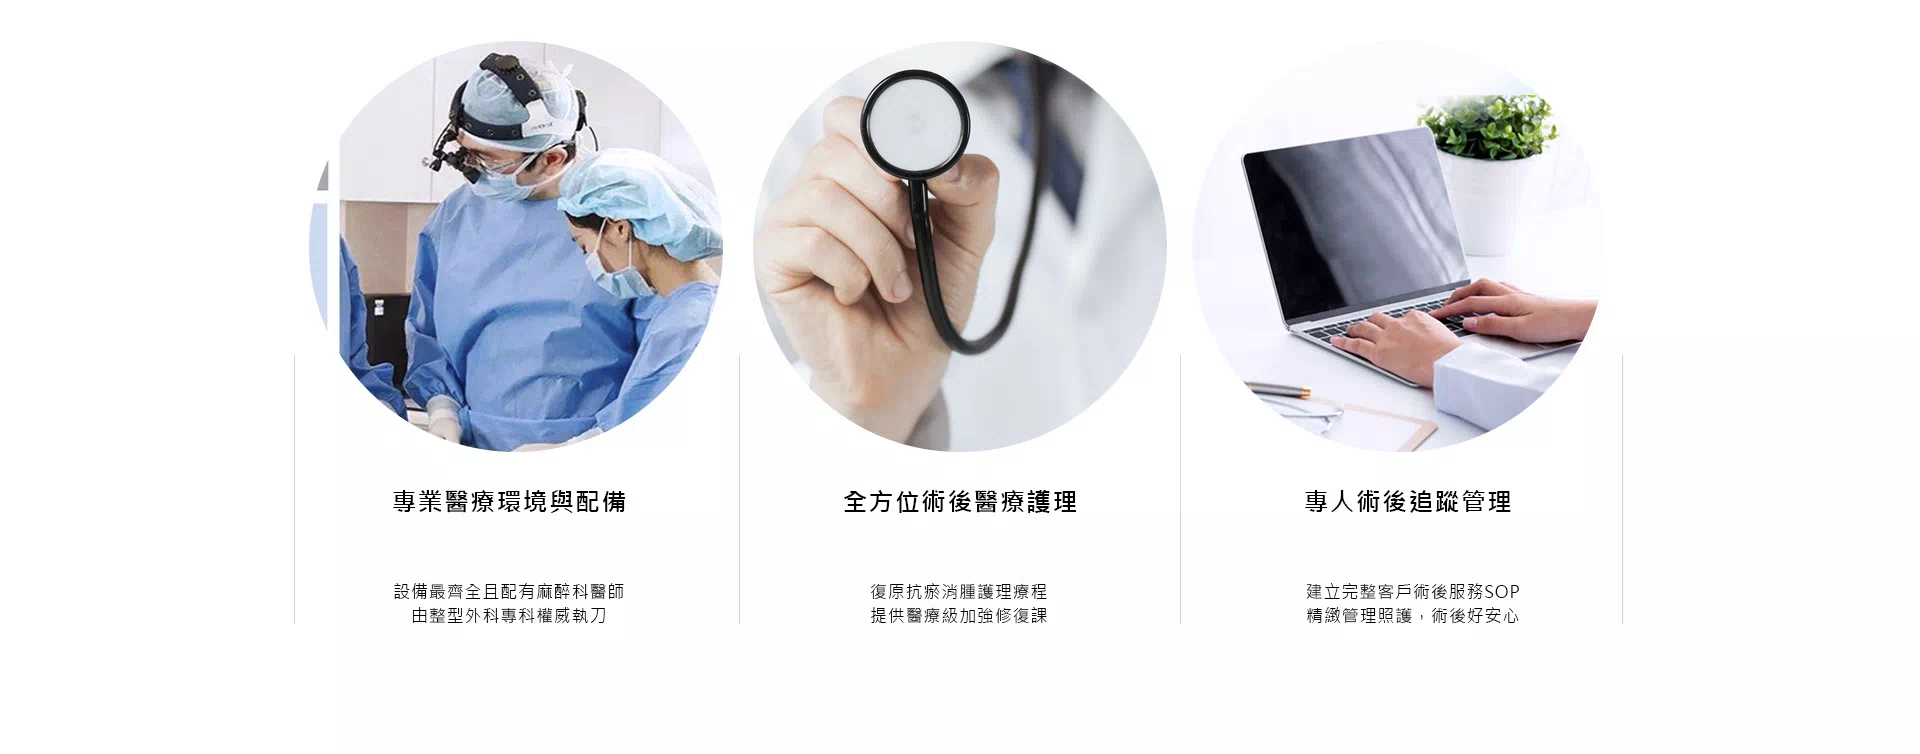 專業醫療環境與配備
設備最齊全且配有麻醉科醫師
由整型外科專科權威執刀
全方位術後醫療護理
復原抗瘀消腫護理療程
提供醫療級加強修復課
專人術後追蹤管理
建立完整客戶術後服務SOP
精緻管理照護，術後好安心